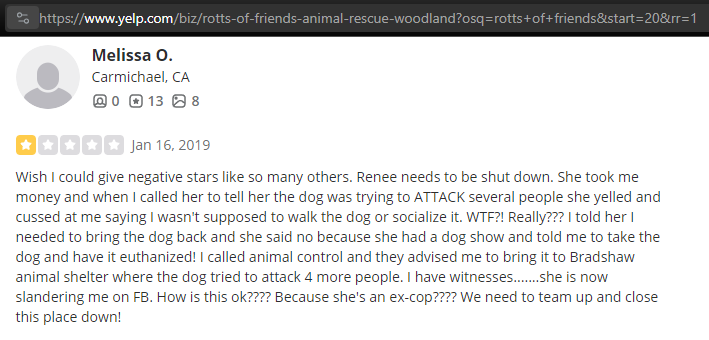 https://www.yelp.com/biz/rotts-of-friends-animal-rescue-woodland?osq=rotts+of+friends&start=20&rr=1
Melissa O.
Carmichael, CA
0 13 8
Jan 16, 2019
Wish I could give negative stars like so many others. Renee needs to be shut down. She took me
money and when I called her to tell her the dog was trying to ATTACK several people she yelled and
cussed at me saying I wasn't supposed to walk the dog or socialize it. WTF?! Really??? I told her I
needed to bring the dog back and she said no because she had a dog show and told me to take the
dog and have it euthanized! I called animal control and they advised me to bring it to Bradshaw
animal shelter where the dog tried to attack 4 more people. I have witnesses.......she is now
slandering me on FB. How is this ok???? Because she's an ex-cop???? We need to team up and close
this place down!